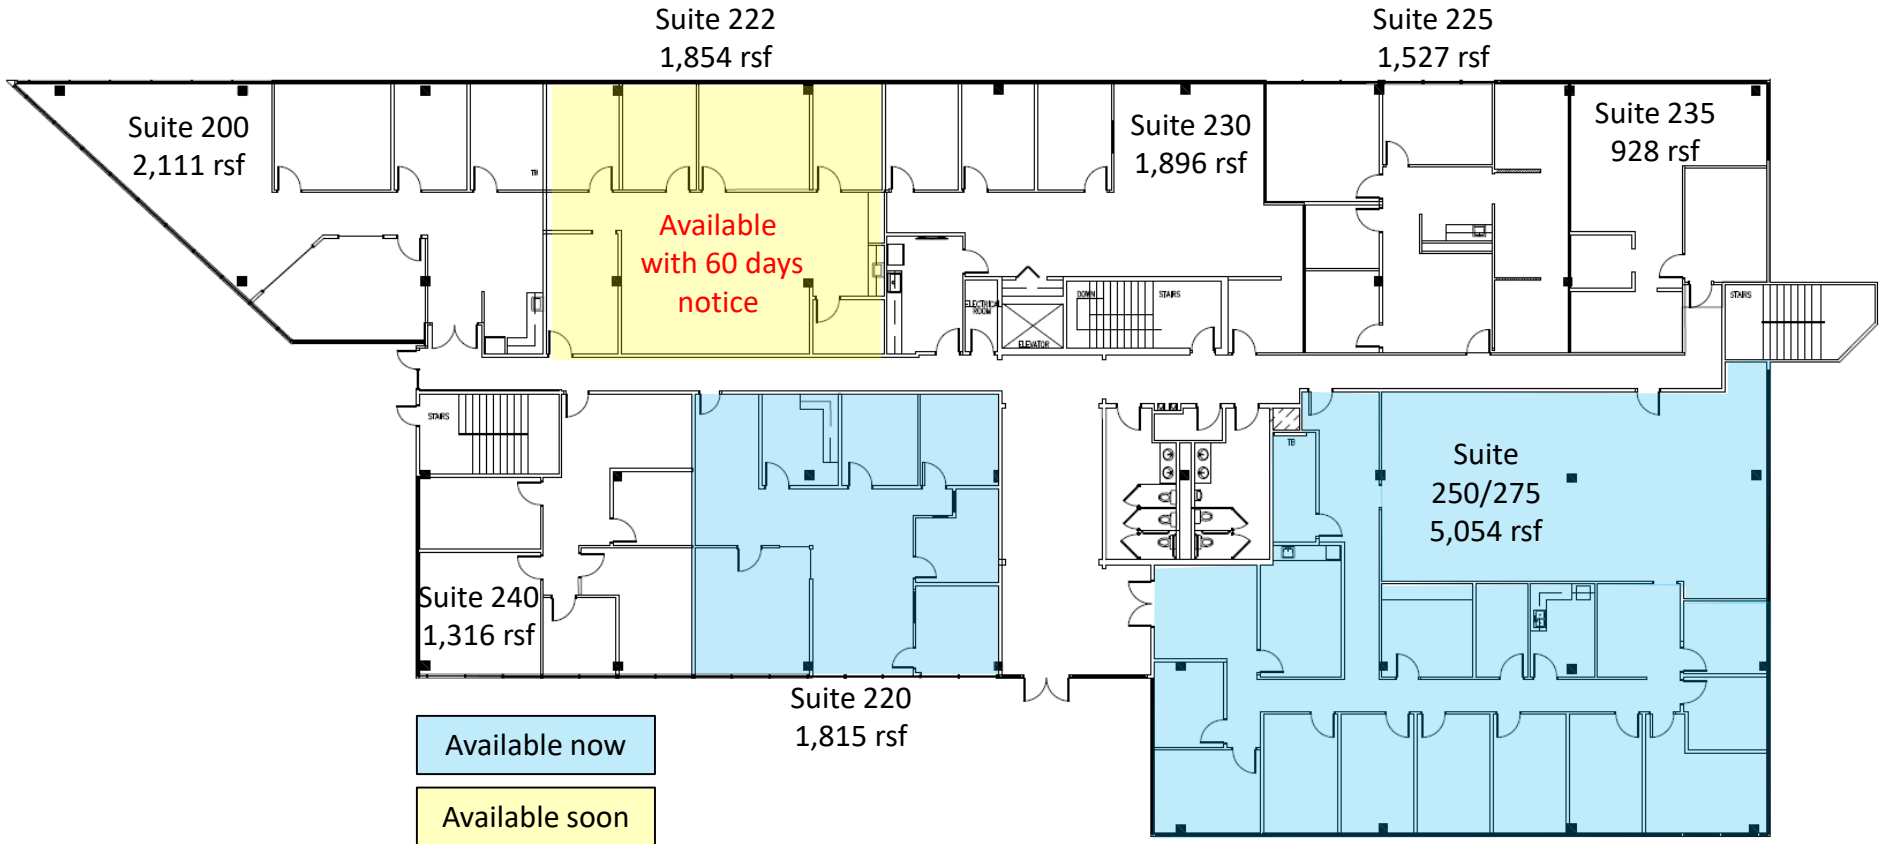 Suite 222
1,854 rsf
Suite 225
1,527 rsf
Suite 200
2,111 rsf
Suite 230
1,896 rsf
Suite 235
928 rsf
TB
Available
with 60 days
notice
ELECTRICAL
ROOM
ELEVATOR
DOWN
STAIRS
STAIRS
STAIRS
TB
Suite
250/275
5,054 rsf
Suite 240
1,316 rsf
Suite 220
1,815 rsf
Available now
Available soon